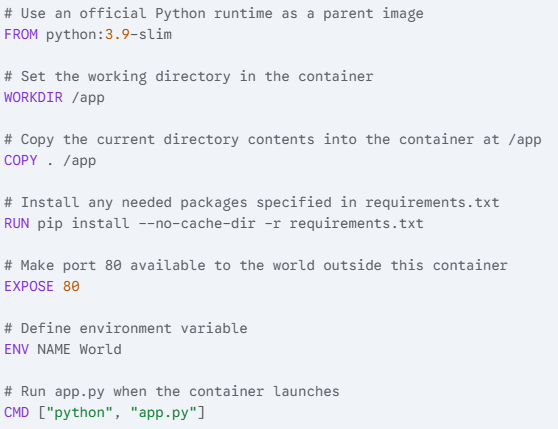 # Use an official Python runtime as a parent image
FROM python:3.9-slim
# Set the working directory in the container
WORKDIR /app
# Copy the current directory contents into the container at /app
COPY . /app
# Install any needed packages specified in requirements.txt
RUN pip install --no-cache-dir -r requirements.txt
# Make port 80 available to the world outside this container
EXPOSE 80
# Define environment variable
ENV NAME World
# Run app.py when the container launches
CMD ["python", "app.py"]